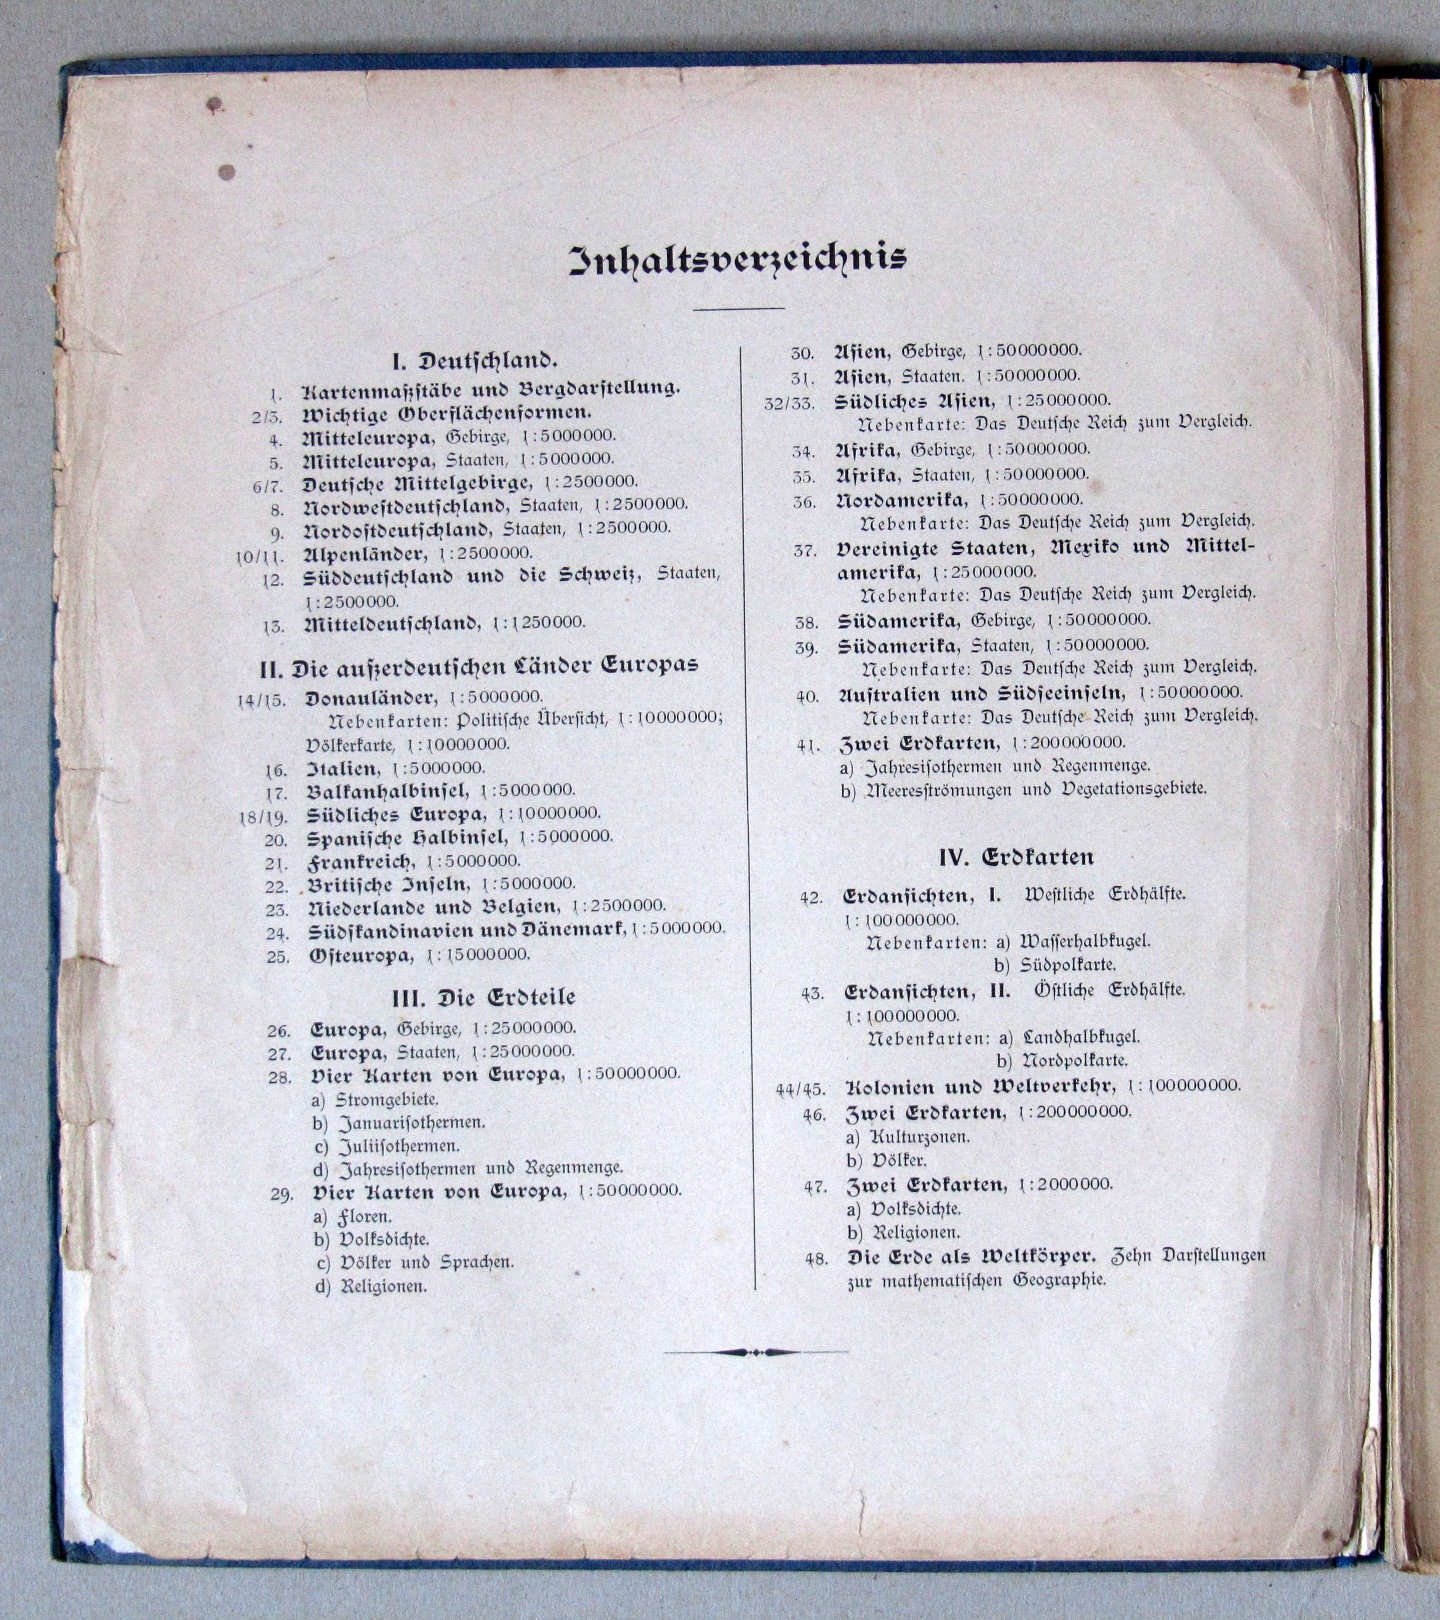 Inhaltsverzeichnis
I. Deutschland.
1. Kartenmaßstäbe und Bergdarstellung.
2/3. Wichtige Oberflächenformen.
4. Mitteleuropa, Gebirge, 1:5000000.
5. Mitteleuropa, Staaten, 1:5000000.
6/7. Deutsche Mittelgebirge, 1:2500000.
8. Nordwestdeutschland, Staaten, 1:2500000.
9. Nordostdeutschland, Staaten, 1:2500000.
10/11. Alpenländer, 1:2500000.
12. Süddeutschland und die Schweiz, Staaten,
1:2500000.
13. Mitteldeutschland, 1:1250000.
II. Die außerdeutschen Länder Europas
14/15. Donauländer, 1:5000000.
Nebenkarten: Politische Übersicht, 1:10000000;
Völkerkarte, 1:10000000.
16. Italien, 1:5000000.
17. Balkanhalbinsel, 1:5000000.
18/19. Südliches Europa, 1:10000000.
20. Spanische Halbinsel, 1:5000000.
21. Frankreich, 1:5000000.
22. Britische Inseln, 1:5000000.
23. Niederlande und Belgien, 1:2500000.
24. Südskandinavien und Dänemark, 1:5000000.
25. Osteuropa, 1:15000000.
III. Die Erdteile
26. Europa, Gebirge, 1:25000000.
27. Europa, Staaten, 1:25000000.
28. Vier Karten von Europa, 1:50000000.
a) Stromgebiete.
b) Januarisothermen.
c) Juliisothermen.
d) Jahresisothermen und Regenmenge.
29. Vier Karten von Europa, 1:50000000.
a) Floren.
b) Volksdichte.
c) Völker und Sprachen.
d) Religionen.
30. Asien, Gebirge, 1:50000000.
31. Asien, Staaten. 1:50000000.
32/33. Südliches Asien, 1:25000000.
Nebenkarte: Das Deutsche Reich zum Vergleich.
34. Afrika, Gebirge, 1:50000000.
35. Afrika, Staaten, 1:50000000.
36. Nordamerika, 1:50000000.
Nebenkarte: Das Deutsche Reich zum Vergleich.
37. Vereinigte Staaten, Mexiko und Mittel-
amerika, 1:25000000.
Nebenkarte: Das Deutsche Reich zum Vergleich.
38. Südamerika, Gebirge, 1:50000000.
39. Südamerika, Staaten, 1:50000000.
Nebenkarte: Das Deutsche Reich zum Vergleich.
40. Australien und Südseeinseln, 1:50000000.
Nebenkarte: Das Deutsche Reich zum Vergleich.
41. Zwei Erdkarten, 1:200000000.
a) Jahresisothermen und Regenmenge.
b) Meeresströmungen und Vegetationsgebiete.
IV. Erdkarten
42. Erdansichten, I. Westliche Erdhälfte.
1:100000000.
Nebenkarten: a) Wasserhalbkugel.
b) Südpolkarte.
43. Erdansichten, II. Östliche Erdhälfte.
1:100000000.
Nebenkarten: a) Landhalbkugel.
b) Nordpolkarte.
44/45. Kolonien und Weltverkehr, 1:100000000.
46. Zwei Erdkarten, 1:200000000.
a) Kulturzonen.
b) Völker.
47. Zwei Erdkarten, 1:2000000.
a) Volksdichte.
b) Religionen.
48. Die Erde als Weltkörper. Zehn Darstellungen
zur mathematischen Geographie.